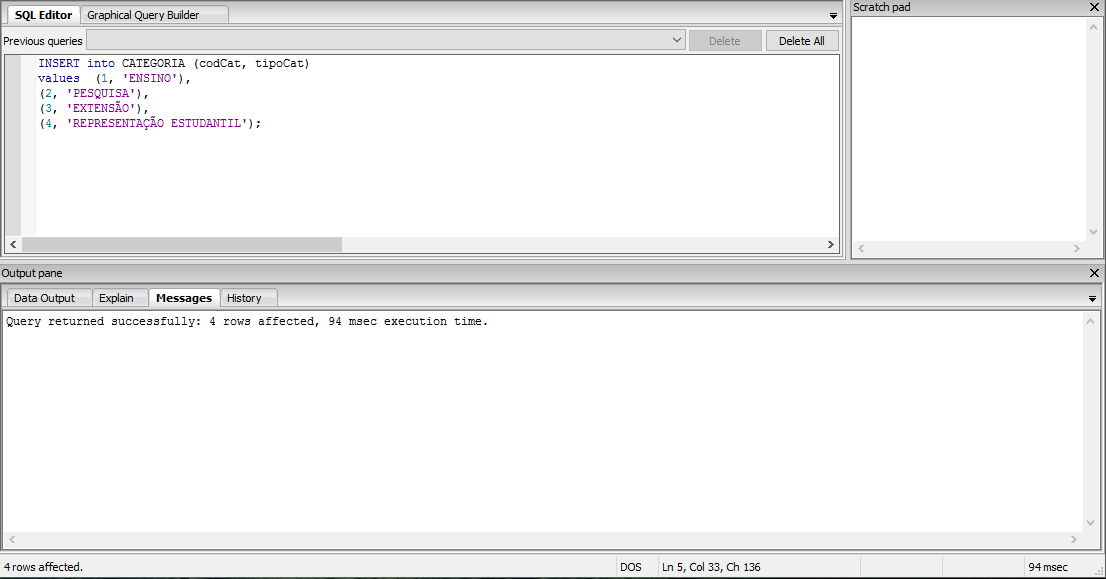 SQL Editor Graphical Query Builder
Scratch pad
Previous queries Delete Delete All
INSERT into CATEGORIA (codCat, tipoCat)
values  (1, 'ENSINO'),
(2, 'PESQUISA'),
(3, 'EXTENSÃO'),
(4, 'REPRESENTAÇÃO ESTUDANTIL');
Output pane
Data Output Explain Messages History
Query returned successfully: 4 rows affected, 94 msec execution time.
4 rows affected. DOS Ln 5, Col 33, Ch 136 94 msec